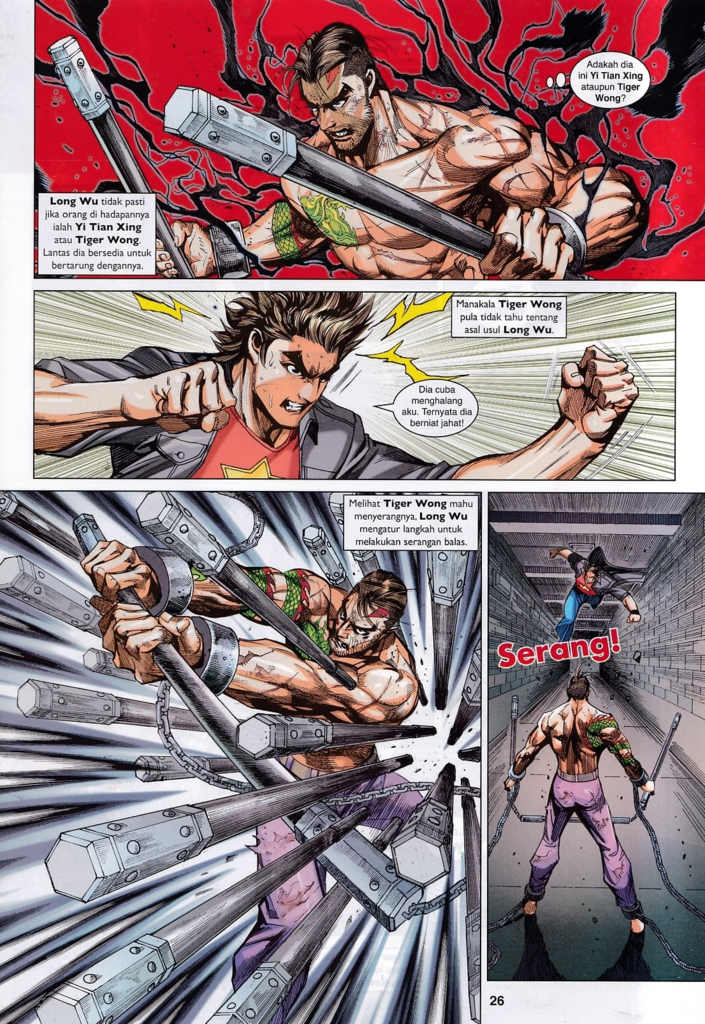 Adakah dia
ini Yi Tian Xing
ataupun Tiger
Wong?
Long Wu tidak pasti
jika orang di hadapannya
ialah Yi Tian Xing
atau Tiger Wong.
Lantas dia bersedia untuk
bertarung dengannya.
Manakala Tiger Wong
pula tidak tahu tentang
asal usul Long Wu.
Dia cuba
menghalang
aku. Ternyata dia
berniat jahat!
Melihat Tiger Wong mahu
menyerangnya, Long Wu
mengatur langkah untuk
melakukan serangan balas.
Serang!
26